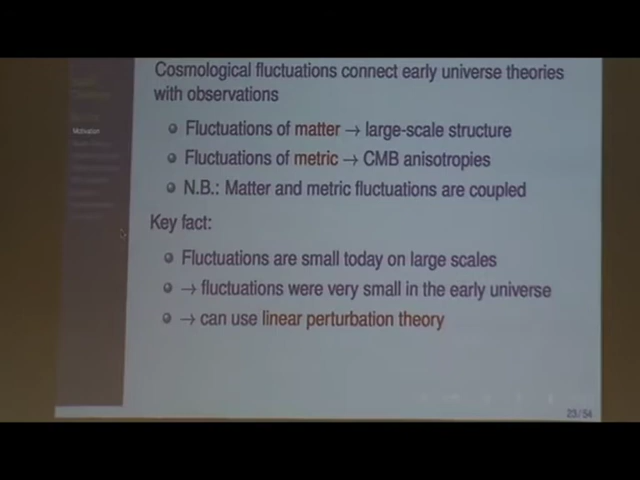 Cosmological fluctuations connect early universe theories
with observations
Fluctuations of matter → large-scale structure
Fluctuations of metric → CMB anisotropies
N.B.: Matter and metric fluctuations are coupled
Key fact:
Fluctuations are small today on large scales
→ fluctuations were very small in the early universe
→ can use linear perturbation theory
Motivation
23/54